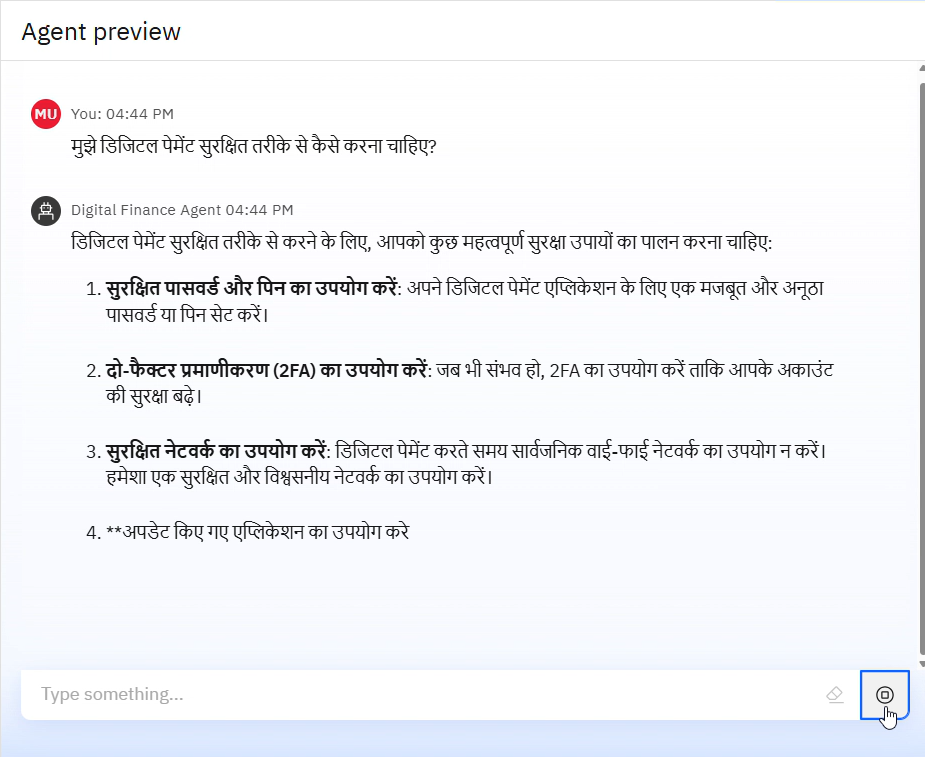 Agent preview
MU
You: 04:44 PM
मुझे डिजिटल पेमेंट सुरक्षित तरीके से कैसे करना चाहिए?
Digital Finance Agent 04:44 PM
डिजिटल पेमेंट सुरक्षित तरीके से करने के लिए, आपको कुछ महत्वपूर्ण सुरक्षा उपायों का पालन करना चाहिए:
1. सुरक्षित पासवर्ड और पिन का उपयोग करें: अपने डिजिटल पेमेंट एप्लिकेशन के लिए एक मजबूत और अनूठा
पासवर्ड या पिन सेट करें।
2. दो-फैक्टर प्रमाणीकरण (2FA) का उपयोग करें: जब भी संभव हो, 2FA का उपयोग करें ताकि आपके अकाउंट
की सुरक्षा बढ़े।
3. सुरक्षित नेटवर्क का उपयोग करें: डिजिटल पेमेंट करते समय सार्वजनिक वाई-फाई नेटवर्क का उपयोग न करें।
हमेशा एक सुरक्षित और विश्वसनीय नेटवर्क का उपयोग करें।
4. **अपडेट किए गए एप्लिकेशन का उपयोग करे
Type something...